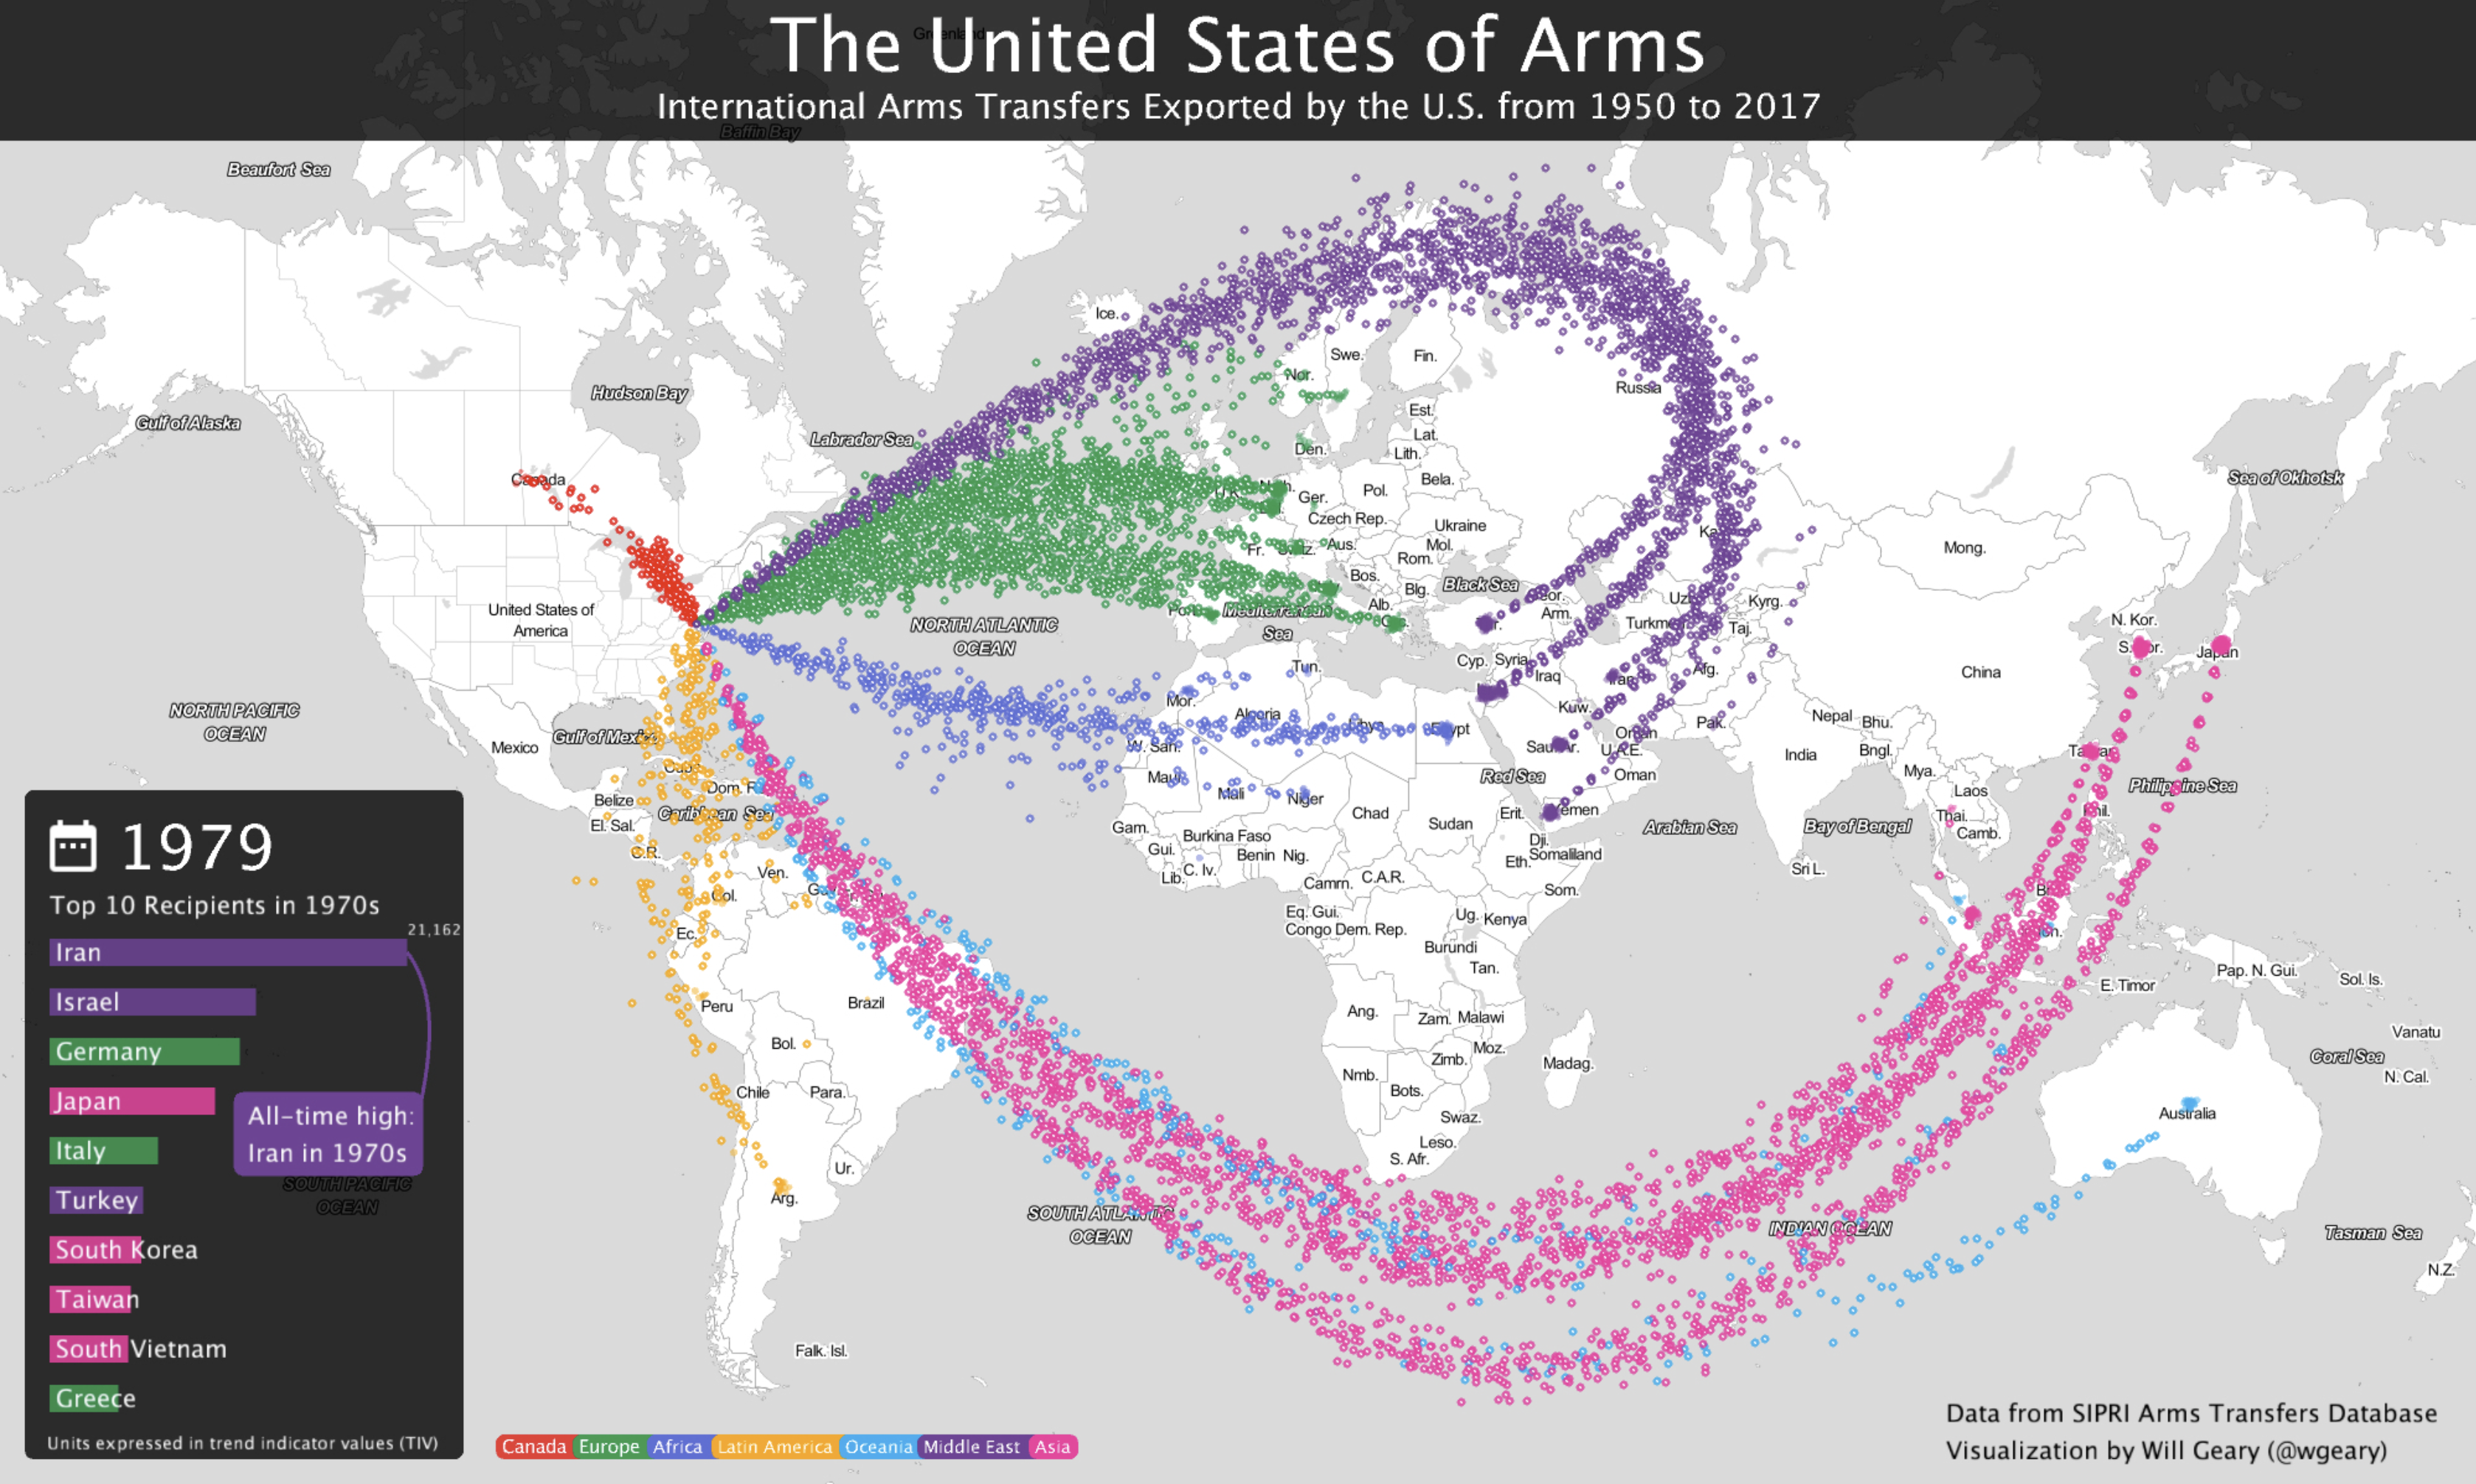 The United States of Arms
International Arms Transfers Exported by the U.S. from 1950 to 2017
Greenland
Baffin Bay
Beaufort Sea
Ice.
Swe.
Fin.
Nor.
Russia
Hudson Bay
Gulf of Alaska
Labrador Sea
Est.
Lat.
Den.
Lith.
Canada
Bela.
Sea of Okhotsk
Ger.
Pol.
Czech Rep.
Ukraine
Fr.
Aus.
Mol.
Rom.
Mong.
Bos.
Blg.
Black Sea
Alb.
Arm.
Kyrg.
United States of
America
NORTH ATLANTIC
OCEAN
Mediterranean
Sea
Turkm.
Taj.
N. Kor.
S. Kor.
Japan
Tun.
Cyp.
Syria
Iraq
Iran
Afg.
China
Mor.
Kuw.
Algeria
Libya
Egypt
Pak.
Nepal
Bhu.
NORTH PACIFIC
OCEAN
Mexico
Gulf of Mexico
Cuba
W. San.
U.A.E.
Oman
India
Bngl.
Taiwan
Red Sea
Oman
Mya.
Laos
Philippine Sea
Dom. R.
Belize
Caribbean Sea
El. Sal.
Maur.
Mali
Niger
Chad
Sudan
Erit.
Yemen
Thai.
Camb.
Phil.
C.R.
Gam.
Burkina Faso
Gui.
Benin
Nig.
Dji.
Eth.
Somaliland
Arabian Sea
Bay of Bengal
Sri L.
Ven.
Col.
Lib.
C. Iv.
Camrn.
C.A.R.
Som.
Ec.
Eq. Gui.
Congo
Dem. Rep.
Ug.
Kenya
Burundi
Tan.
Peru
Brazil
Ang.
Zam.
Malawi
Pap. N. Gui.
Sol. Is.
E. Timor
Bol.
Moz.
Zimb.
Madag.
Vanatu
Coral Sea
N. Cal.
Chile
Para.
Nmb.
Bots.
Swaz.
Leso.
S. Afr.
Australia
Ur.
Arg.
SOUTH ATLANTIC
OCEAN
INDIAN OCEAN
Tasman Sea
N.Z.
Falk. Isl.
1979
Top 10 Recipients in 1970s
21,162
Iran
Israel
Germany
Japan
Italy
Turkey
South Korea
Taiwan
South Vietnam
Greece
All-time high:
Iran in 1970s
SOUTH PACIFIC
OCEAN
Units expressed in trend indicator values (TIV)
Canada Europe Africa Latin America Oceania Middle East Asia
Data from SIPRI Arms Transfers Database
Visualization by Will Geary (@wgeary)